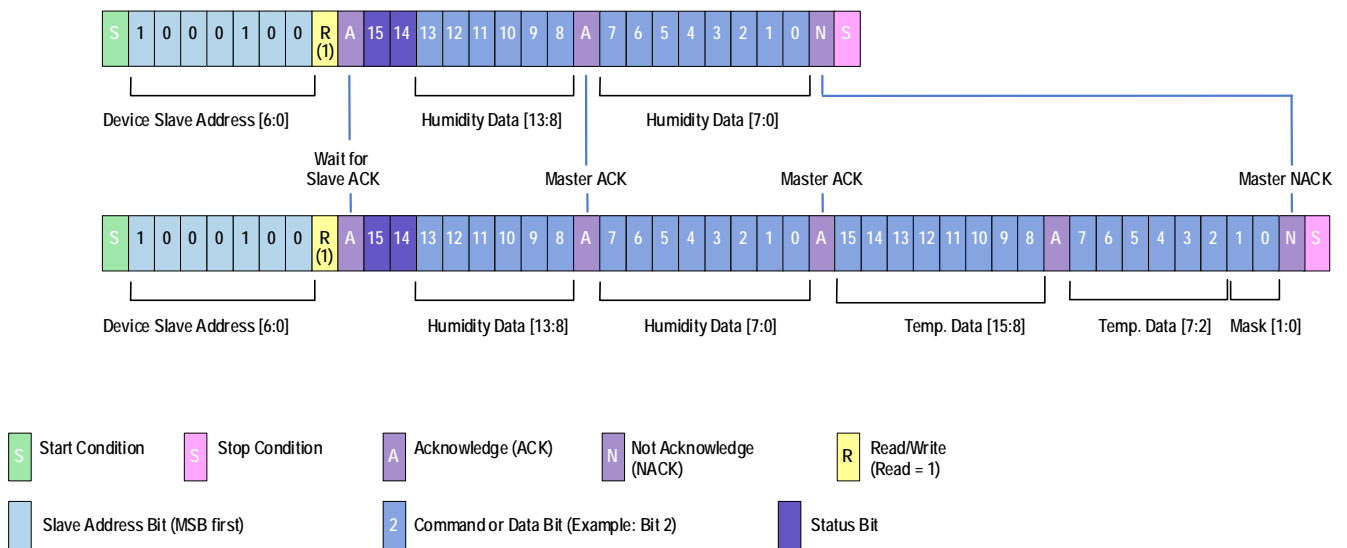 S 1 0 0 0 1 0 0 R (1) A 15 14 13 12 11 10 9 8 A 7 6 5 4 3 2 1 0 N S
Device Slave Address [6:0] Humidity Data [13:8] Humidity Data [7:0]
Wait for
Slave ACK Master ACK Master ACK Master NACK
S 1 0 0 0 1 0 0 R (1) A 15 14 13 12 11 10 9 8 A 7 6 5 4 3 2 1 0 A 15 14 13 12 11 10 9 8 A 7 6 5 4 3 2 1 0 N S
Device Slave Address [6:0] Humidity Data [13:8] Humidity Data [7:0] Temp. Data [15:8] Temp. Data [7:2] Mask [1:0]
S Start Condition S Stop Condition A Acknowledge (ACK) N Not Acknowledge (NACK) R Read/Write (Read = 1)
Slave Address Bit (MSB first) 2 Command or Data Bit (Example: Bit 2) Status Bit